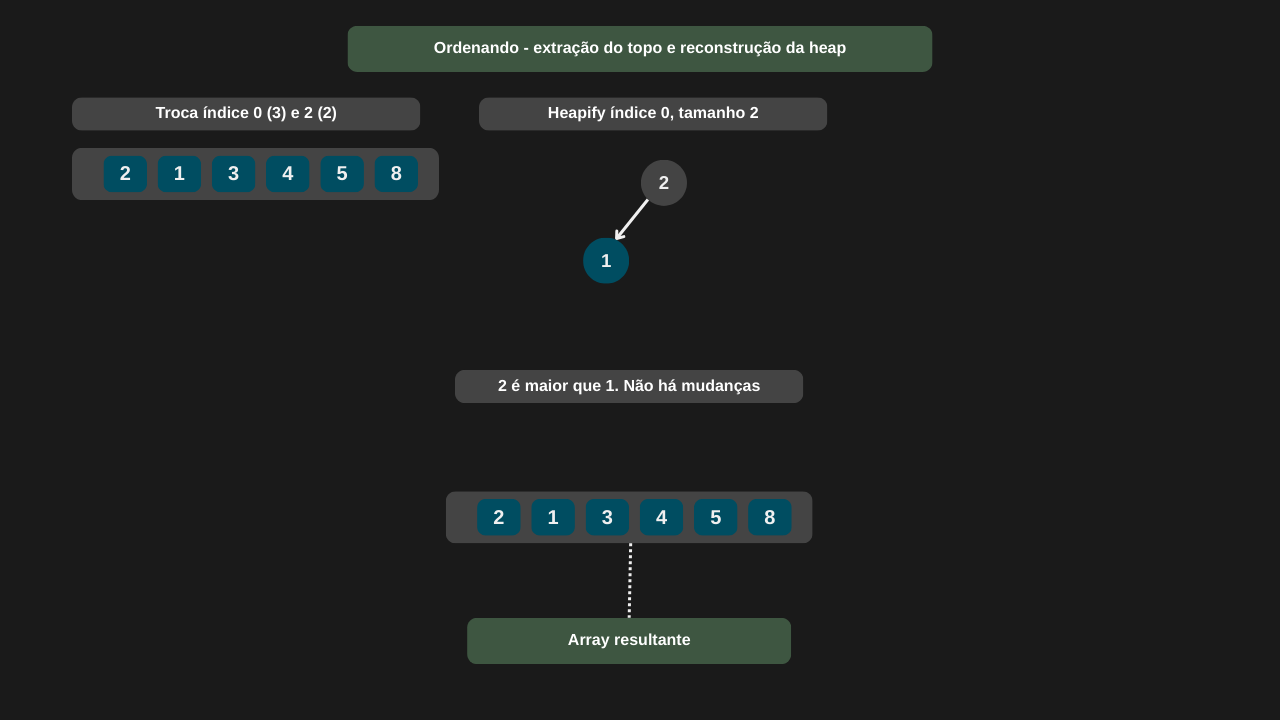 Ordenando - extração do topo e reconstrução da heap
Troca índice 0 (3) e 2 (2)
Heapify índice 0, tamanho 2
2 1 3 4 5 8
2
1
2 é maior que 1. Não há mudanças
2 1 3 4 5 8
Array resultante